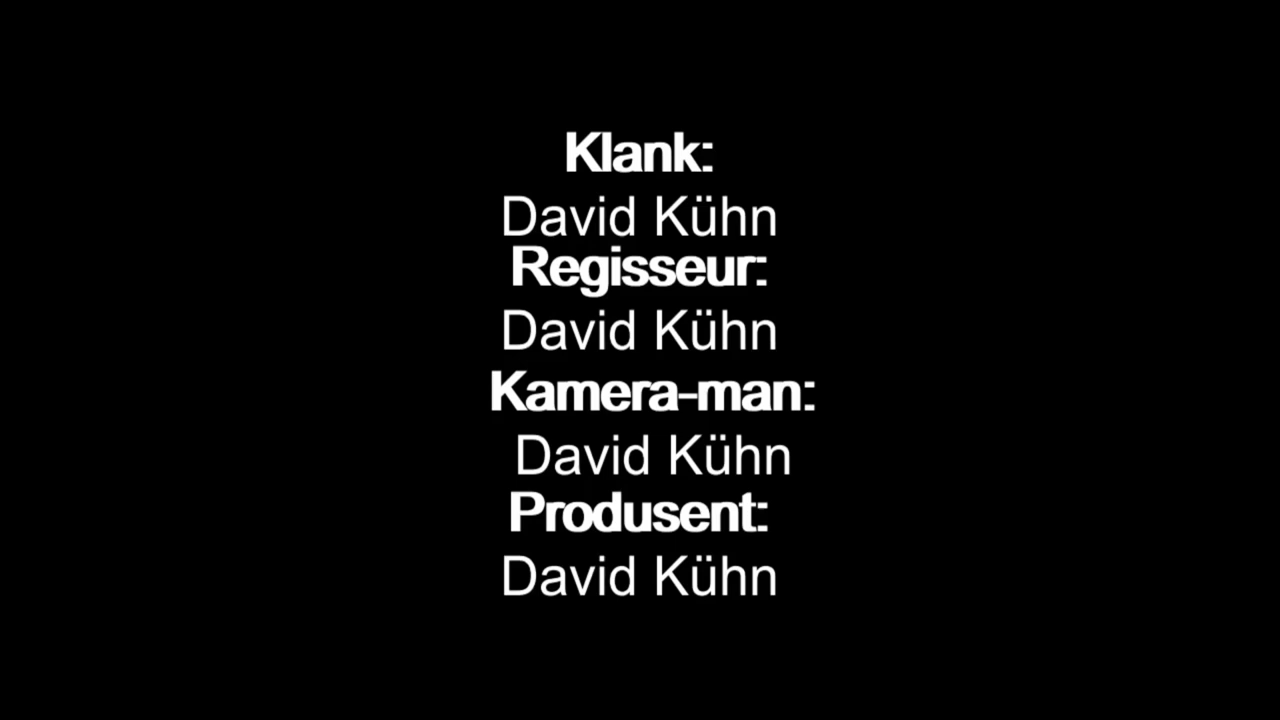 Klank:
David Kühn
Regisseur:
David Kühn
Kamera-man:
David Kühn
Produsent:
David Kühn